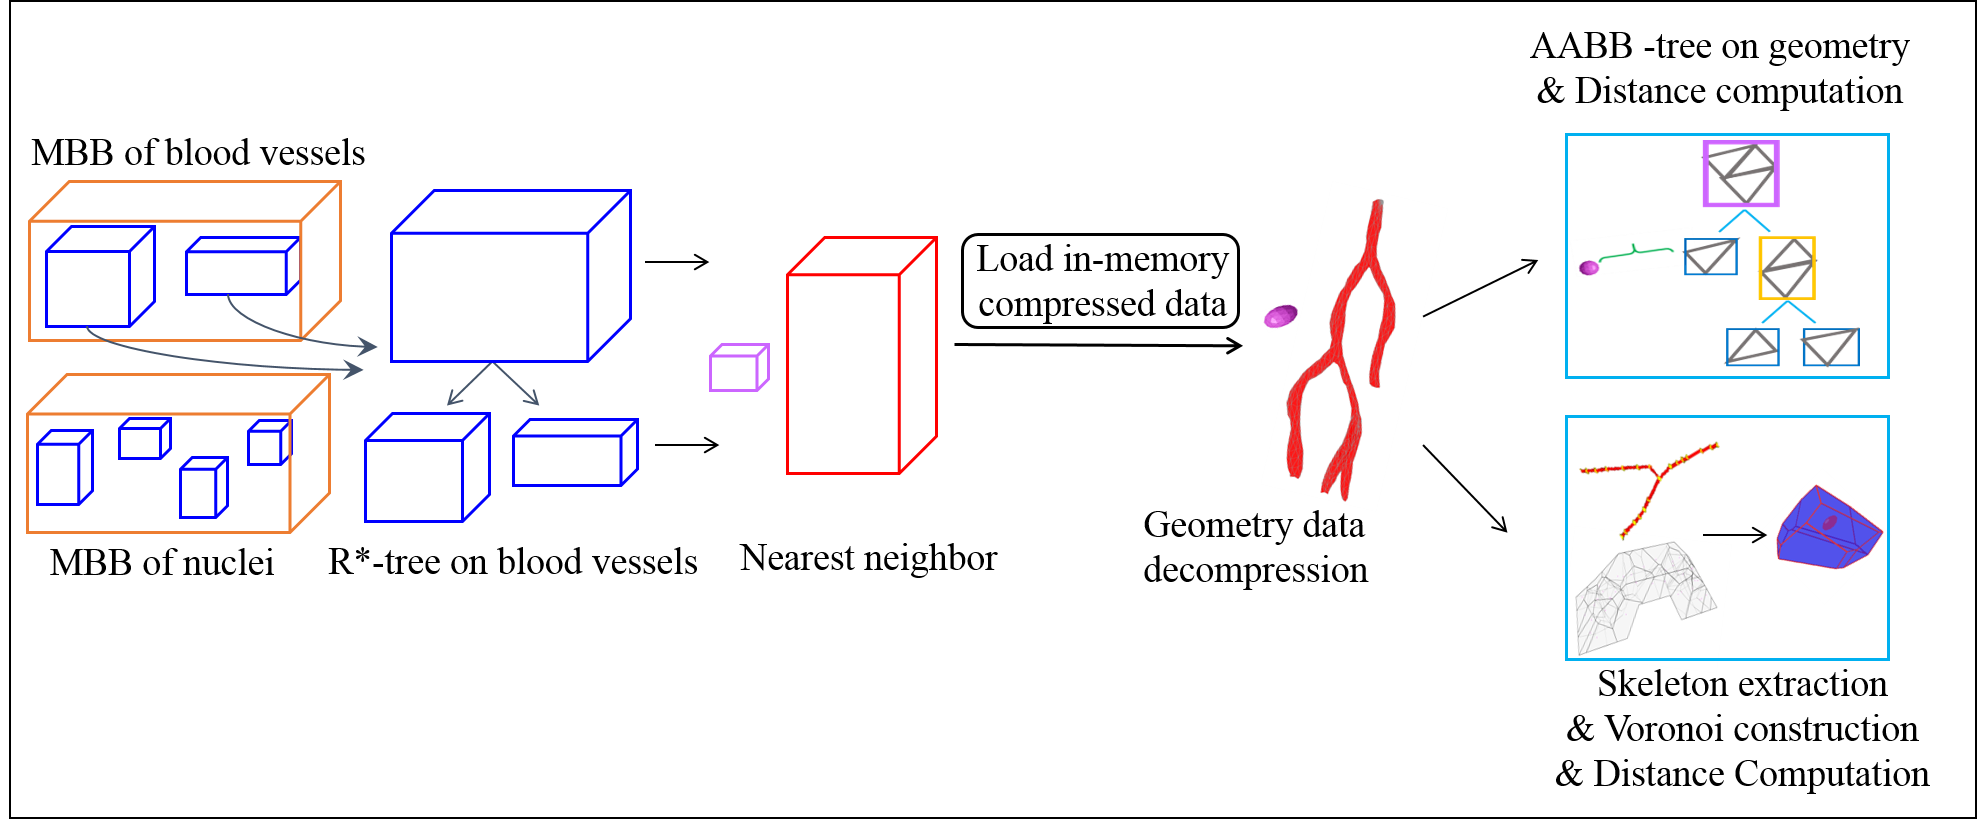 MBB of blood vessels
MBB of nuclei
R*-tree on blood vessels
Nearest neighbor
Load in-memory
compressed data
Geometry data
decompression
AABB -tree on geometry
& Distance computation
Skeleton extraction
& Voronoi construction
& Distance Computation